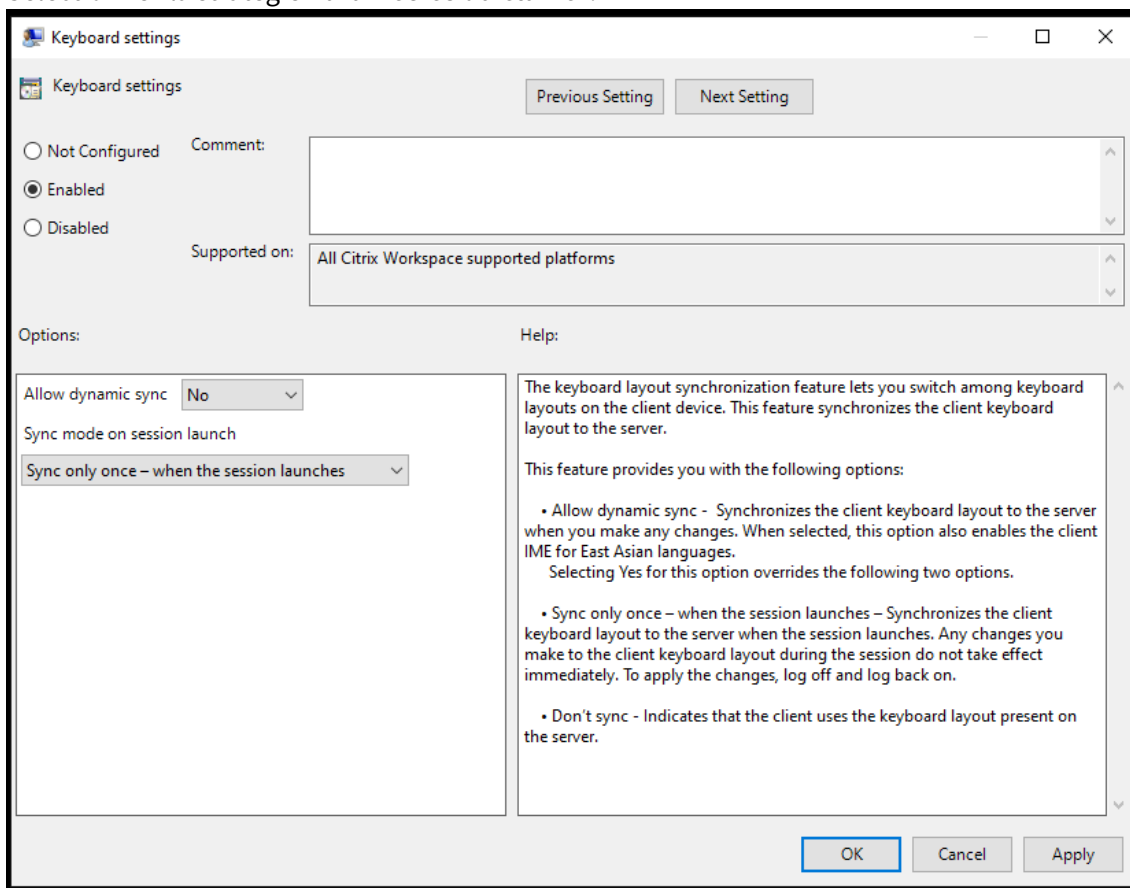 Keyboard settings
Keyboard settings
Previous Setting
Next Setting
Not Configured
Comment:
Enabled
Disabled
Supported on:
All Citrix Workspace supported platforms
Options:
Help:
Allow dynamic sync No
Sync mode on session launch
Sync only once – when the session launches
The keyboard layout synchronization feature lets you switch among keyboard
layouts on the client device. This feature synchronizes the client keyboard
layout to the server.
This feature provides you with the following options:
• Allow dynamic sync - Synchronizes the client keyboard layout to the server
when you make any changes. When selected, this option also enables the client
IME for East Asian languages.
Selecting Yes for this option overrides the following two options.
• Sync only once – when the session launches – Synchronizes the client
keyboard layout to the server when the session launches. Any changes you
make to the client keyboard layout during the session do not take effect
immediately. To apply the changes, log off and log back on.
• Don't sync - Indicates that the client uses the keyboard layout present on
the server.
OK
Cancel
Apply